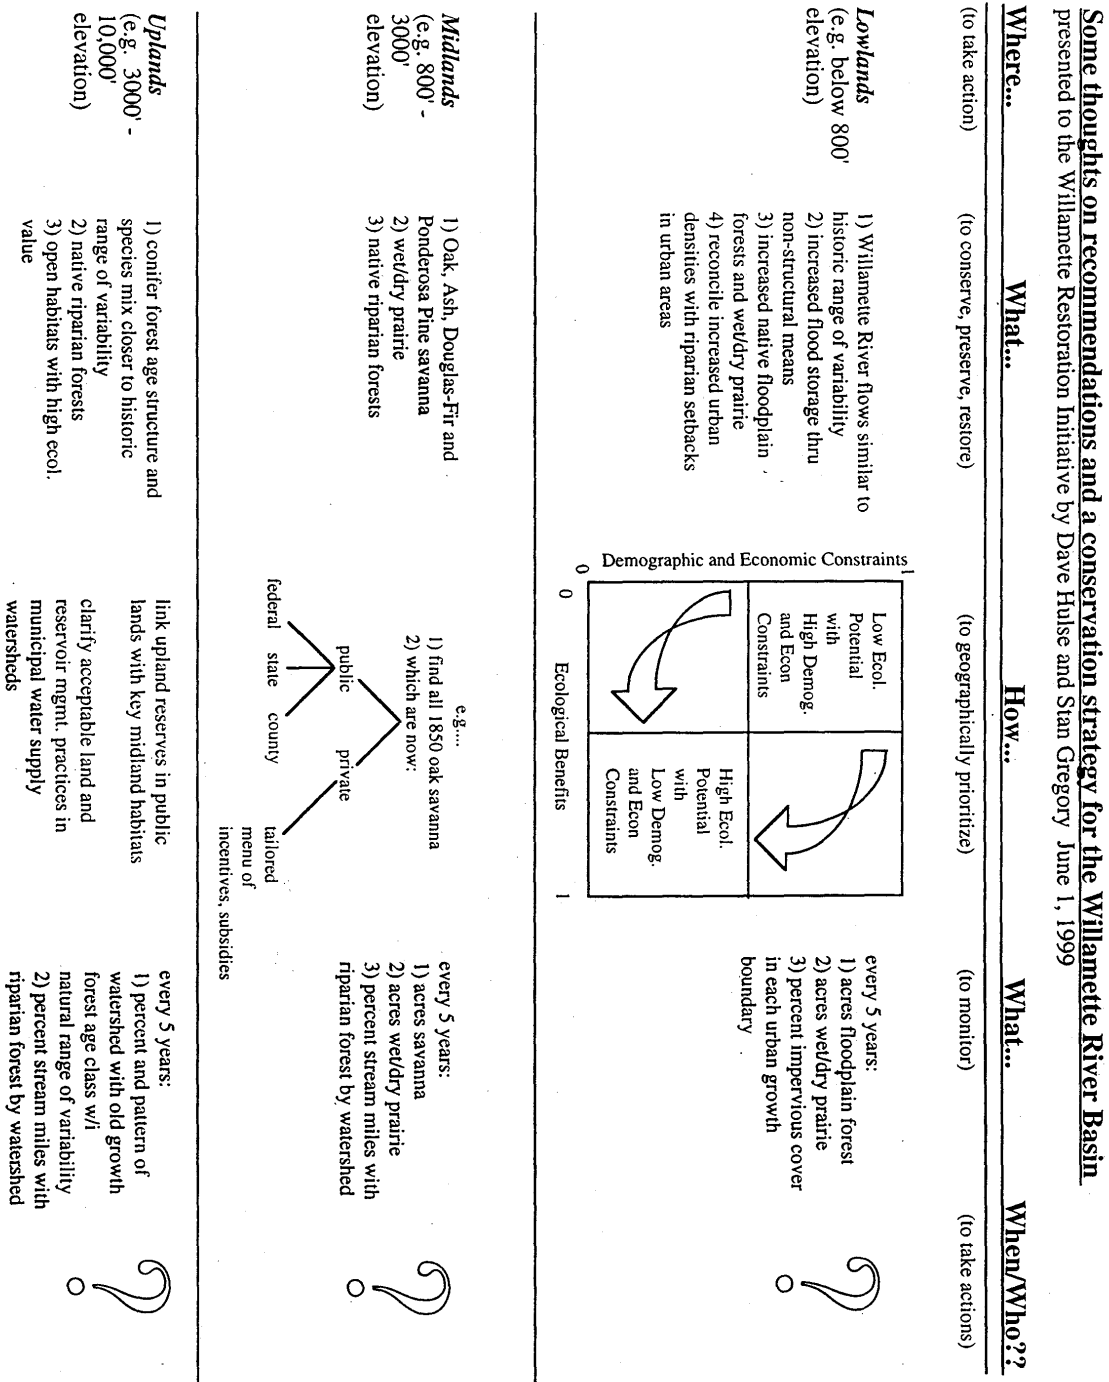 Some thoughts on recommendations and a conservation strategy for the Willamette River Basin
presented to the Willamette Restoration Initiative by Dave Hulse and Stan Gregory June 1, 1999
Where...
What...
How...
What...
When/Who??
(to take action)
(to conserve, preserve, restore)
(to geographically prioritize)
(to monitor)
(to take actions)
Lowlands
(e.g. below 800'
elevation)
1) Willamette River flows similar to
historic range of variability
2) increased flood storage thru
non-structural means
3) increased native floodplain
forests and wet/dry prairie
4) reconcile increased urban
densities with riparian setbacks
in urban areas
Demographic and Economic Constraints
1
0
Low Ecol.
Potential
with
High Demog.
and Econ
Constraints
High Ecol.
Potential
with
Low Demog.
and Econ
Constraints
0
Ecological Benefits
1
every 5 years:
1) acres floodplain forest
2) acres wet/dry prairie
3) percent impervious cover
in each urban growth
boundary
?
Midlands
(e.g. 800' -
3000'
elevation)
1) Oak, Ash, Douglas-Fir and
Ponderosa Pine savanna
2) wet/dry prairie
3) native riparian forests
e.g....
1) find all 1850 oak savanna
2) which are now:
public
private
federal
state
county
tailored
menu of
incentives, subsidies
every 5 years:
1) acres savanna
2) acres wet/dry prairie
3) percent stream miles with
riparian forest by watershed
?
Uplands
(e.g. 3000' -
10,000'
elevation)
1) conifer forest age structure and
species mix closer to historic
range of variability
2) native riparian forests
3) open habitats with high ecol.
value
link upland reserves in public
lands with key midland habitats
clarify acceptable land and
reservoir mgmt. practices in
municipal water supply
watersheds
every 5 years:
1) percent and pattern of
watershed with old growth
forest age class w/i
natural range of variability
2) percent stream miles with
riparian forest by watershed
?